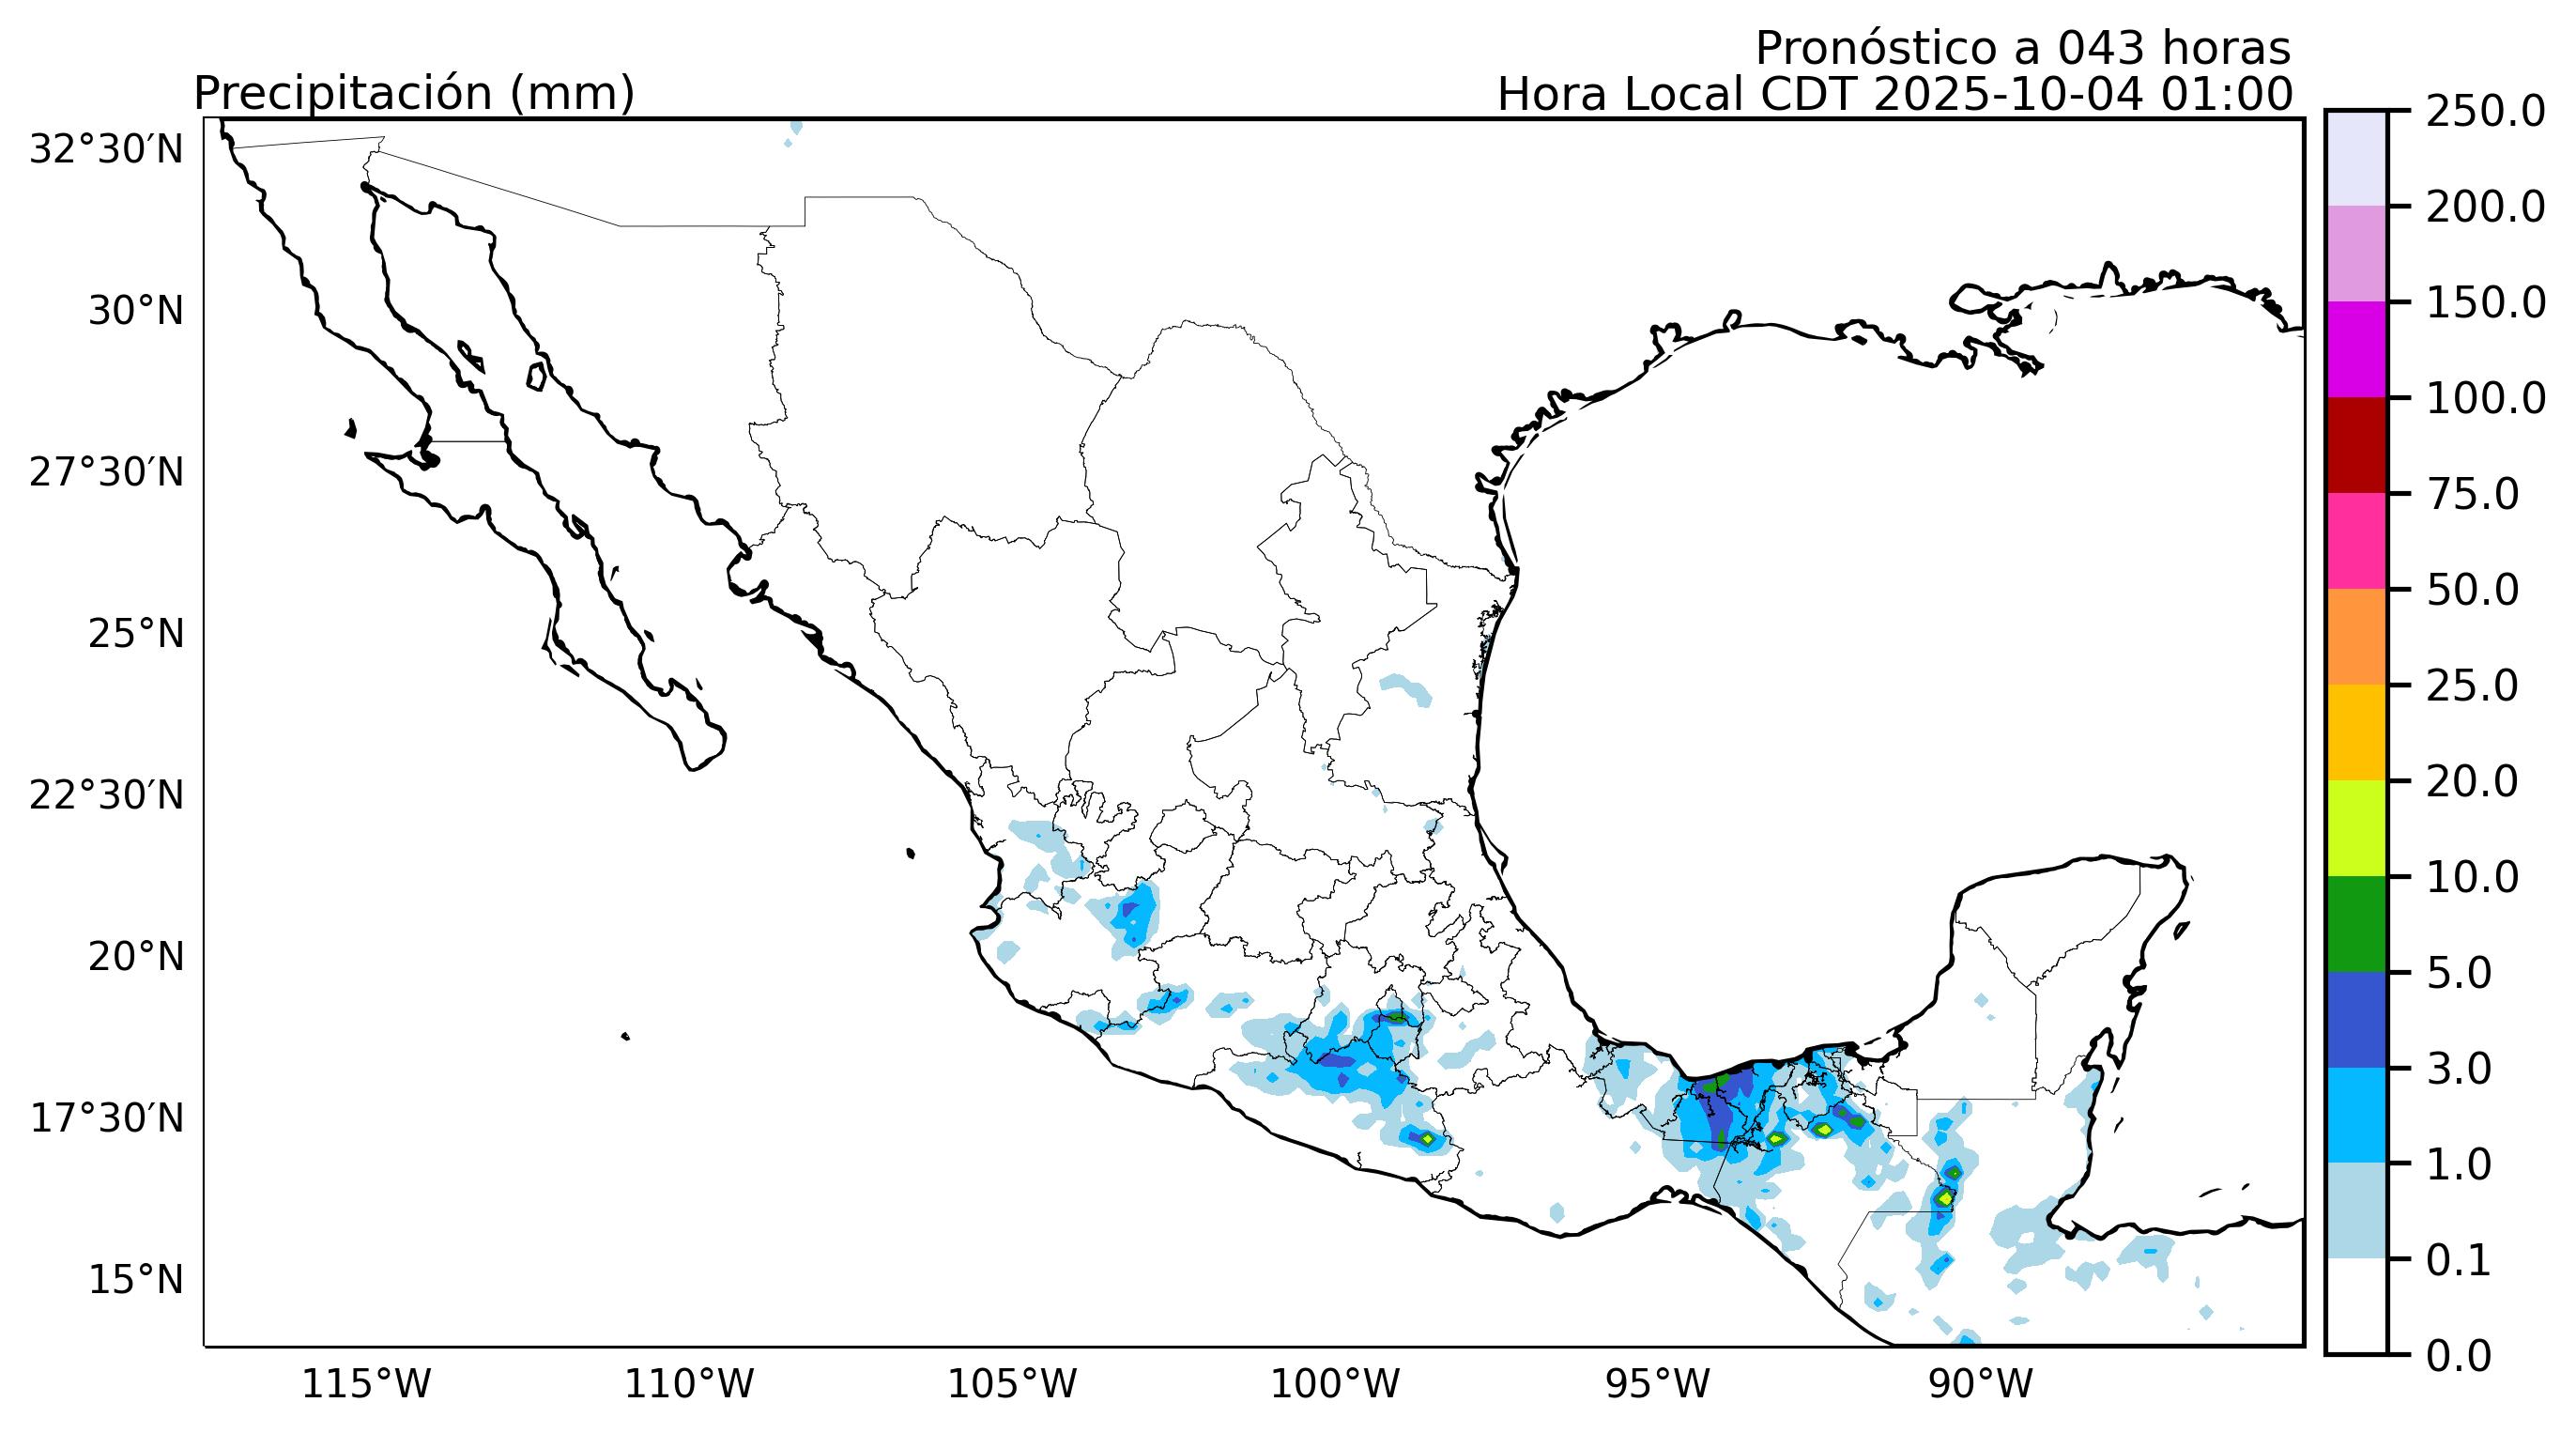 Pronóstico a 043 horas
Precipitación (mm)
Hora Local CDT 2025-10-04 01:00
32°30′N
30°N
27°30′N
25°N
22°30′N
20°N
17°30′N
15°N
115°W
110°W
105°W
100°W
95°W
90°W
250.0
200.0
150.0
100.0
75.0
50.0
25.0
20.0
10.0
5.0
3.0
1.0
0.1
0.0